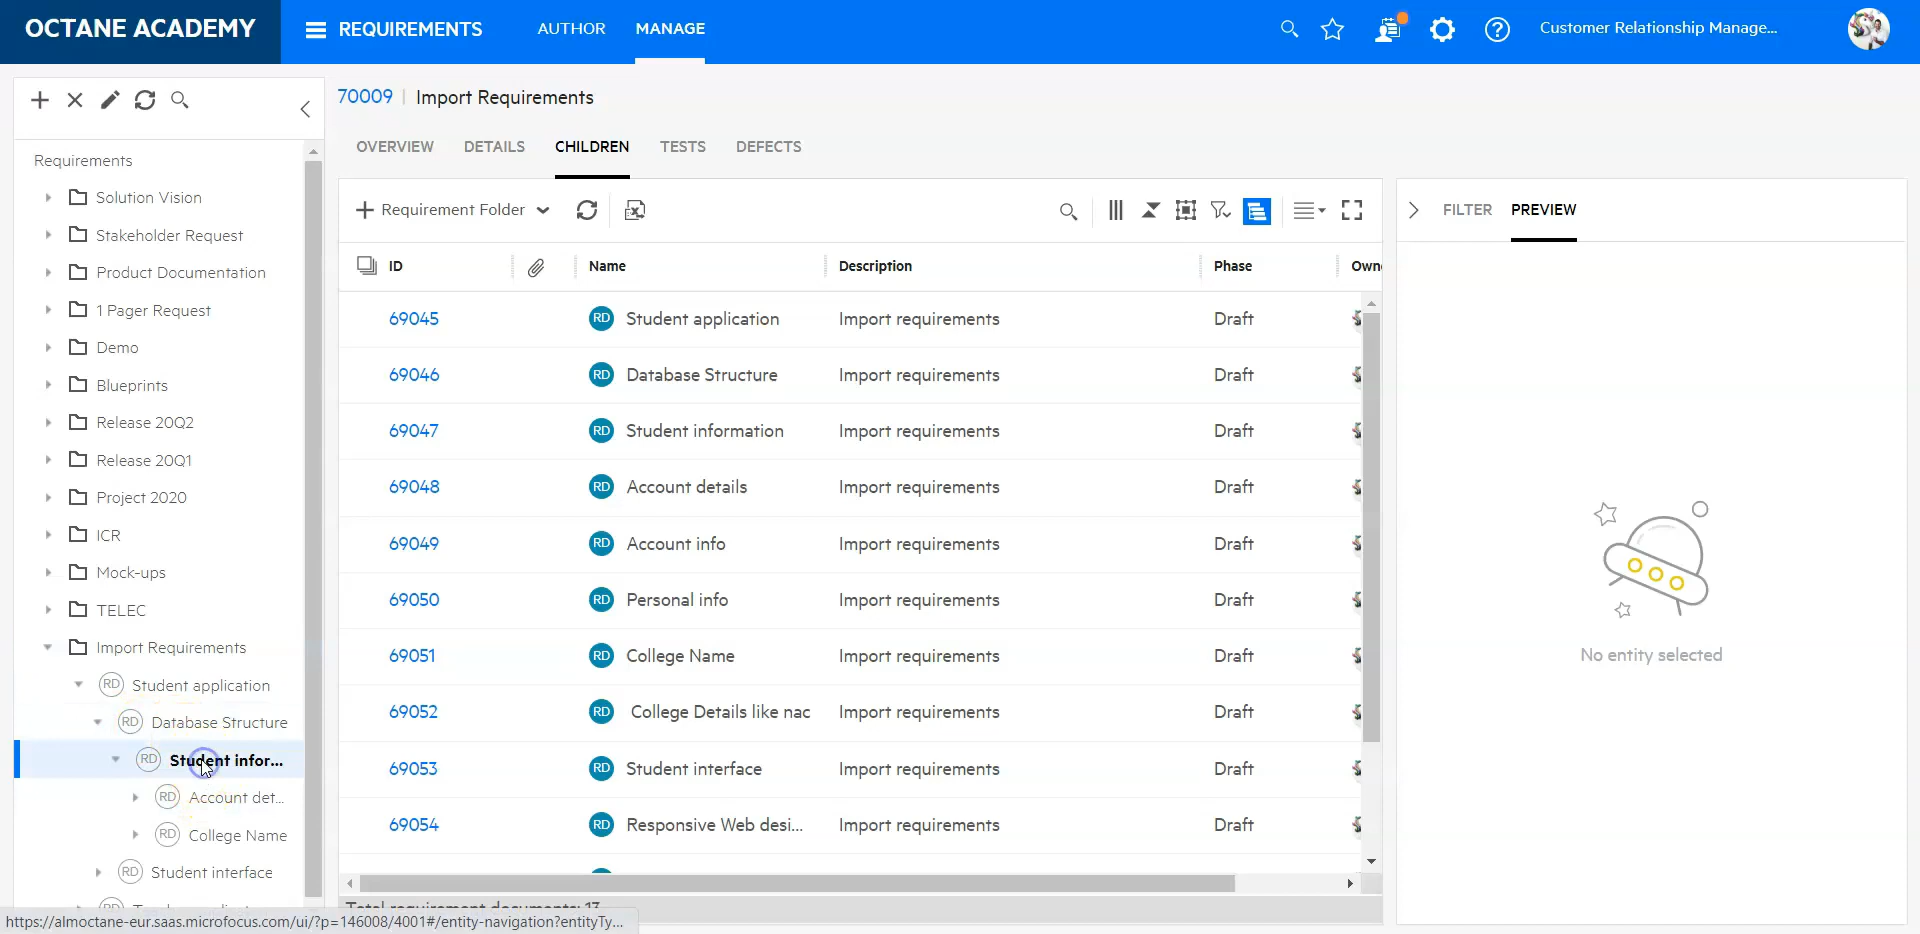 OCTANE ACADEMY
REQUIREMENTS
AUTHOR
MANAGE
Customer Relationship Manage...
70009
Import Requirements
OVERVIEW
DETAILS
CHILDREN
TESTS
DEFECTS
Requirements
Solution Vision
Stakeholder Request
Product Documentation
1 Pager Request
Demo
Blueprints
Release 20Q2
Release 20Q1
Project 2020
ICR
Mock-ups
TELEC
Import Requirements
RD Student application
RD Database Structure
RD Student infor...
RD Account det...
RD College Name
RD Student interface
Requirement Folder
ID Name Description Phase Own
69045 RD Student application Import requirements Draft
69046 RD Database Structure Import requirements Draft
69047 RD Student information Import requirements Draft
69048 RD Account details Import requirements Draft
69049 RD Account info Import requirements Draft
69050 RD Personal info Import requirements Draft
69051 RD College Name Import requirements Draft
69052 RD College Details like nac Import requirements Draft
69053 RD Student interface Import requirements Draft
69054 RD Responsive Web desi... Import requirements Draft
Total requirement documents: 13
FILTER
PREVIEW
No entity selected
https://almoctane-eur.saas.microfocus.com/ui/?p=146008/4001#/entity-navigation?entityTy...